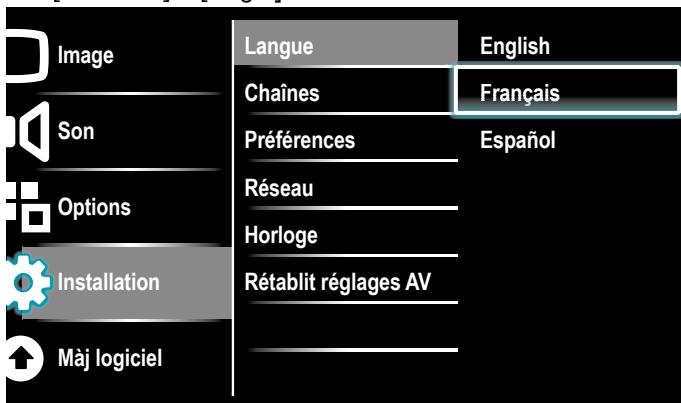 Image
Son
Options
Installation
Màj logiciel
Langue
Chaînes
Préférences
Réseau
Horloge
Rétablit réglages AV
English
Français
Español